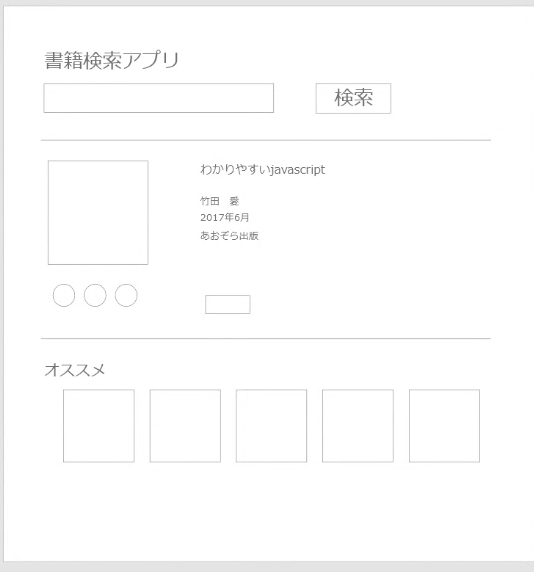 書籍検索アプリ
検索
わかりやすいjavascript
竹田　愛
2017年6月
あおぞら出版
オススメ